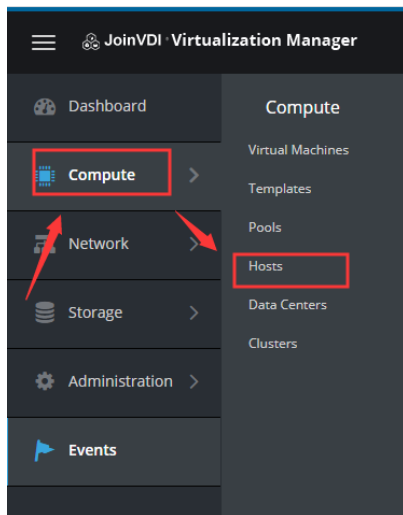 JoinVDI · Virtualization Manager
Dashboard
Compute
Network
Storage
Administration
Events
Compute
Virtual Machines
Templates
Pools
Hosts
Data Centers
Clusters